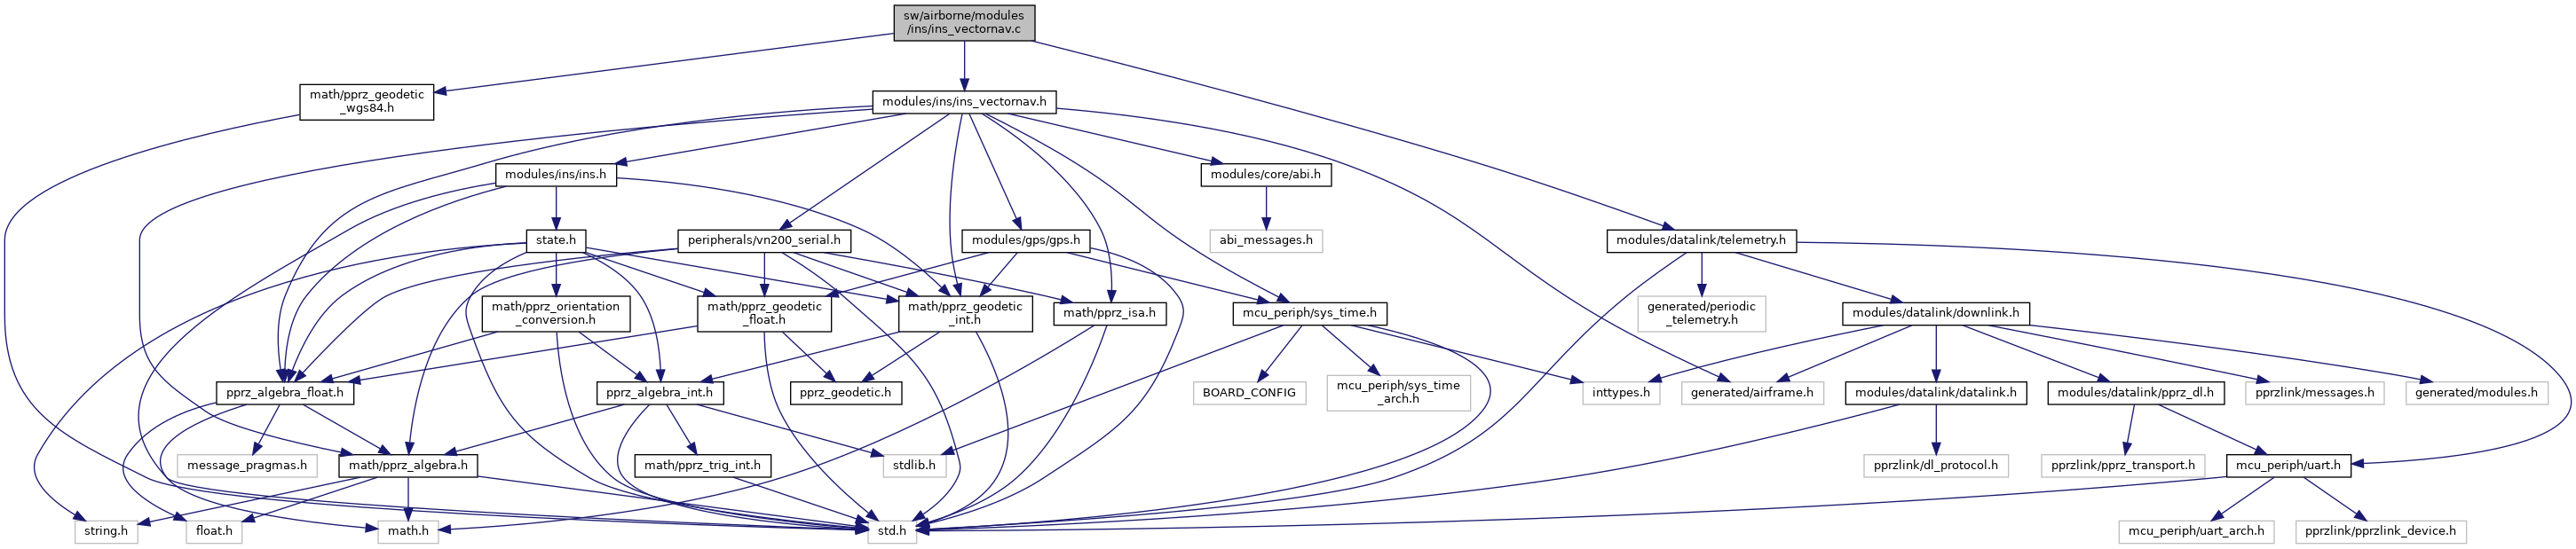 sw/airborne/modules
/ins/ins_vectornav.c
math/pprz_geodetic
_wgs84.h
modules/ins/ins_vectornav.h
modules/ins/ins.h
modules/core/abi.h
state.h
peripherals/vn200_serial.h
modules/gps/gps.h
abi_messages.h
modules/datalink/telemetry.h
math/pprz_orientation
_conversion.h
math/pprz_geodetic
_float.h
math/pprz_geodetic
_int.h
math/pprz_isa.h
mcu_periph/sys_time.h
generated/periodic
_telemetry.h
modules/datalink/downlink.h
pprz_algebra_float.h
pprz_algebra_int.h
pprz_geodetic.h
BOARD_CONFIG
mcu_periph/sys_time
_arch.h
inttypes.h
generated/airframe.h
modules/datalink/datalink.h
modules/datalink/pprz_dl.h
pprzlink/messages.h
generated/modules.h
message_pragmas.h
math/pprz_algebra.h
math/pprz_trig_int.h
stdlib.h
pprzlink/dl_protocol.h
pprzlink/pprz_transport.h
mcu_periph/uart.h
string.h
float.h
math.h
std.h
mcu_periph/uart_arch.h
pprzlink/pprzlink_device.h